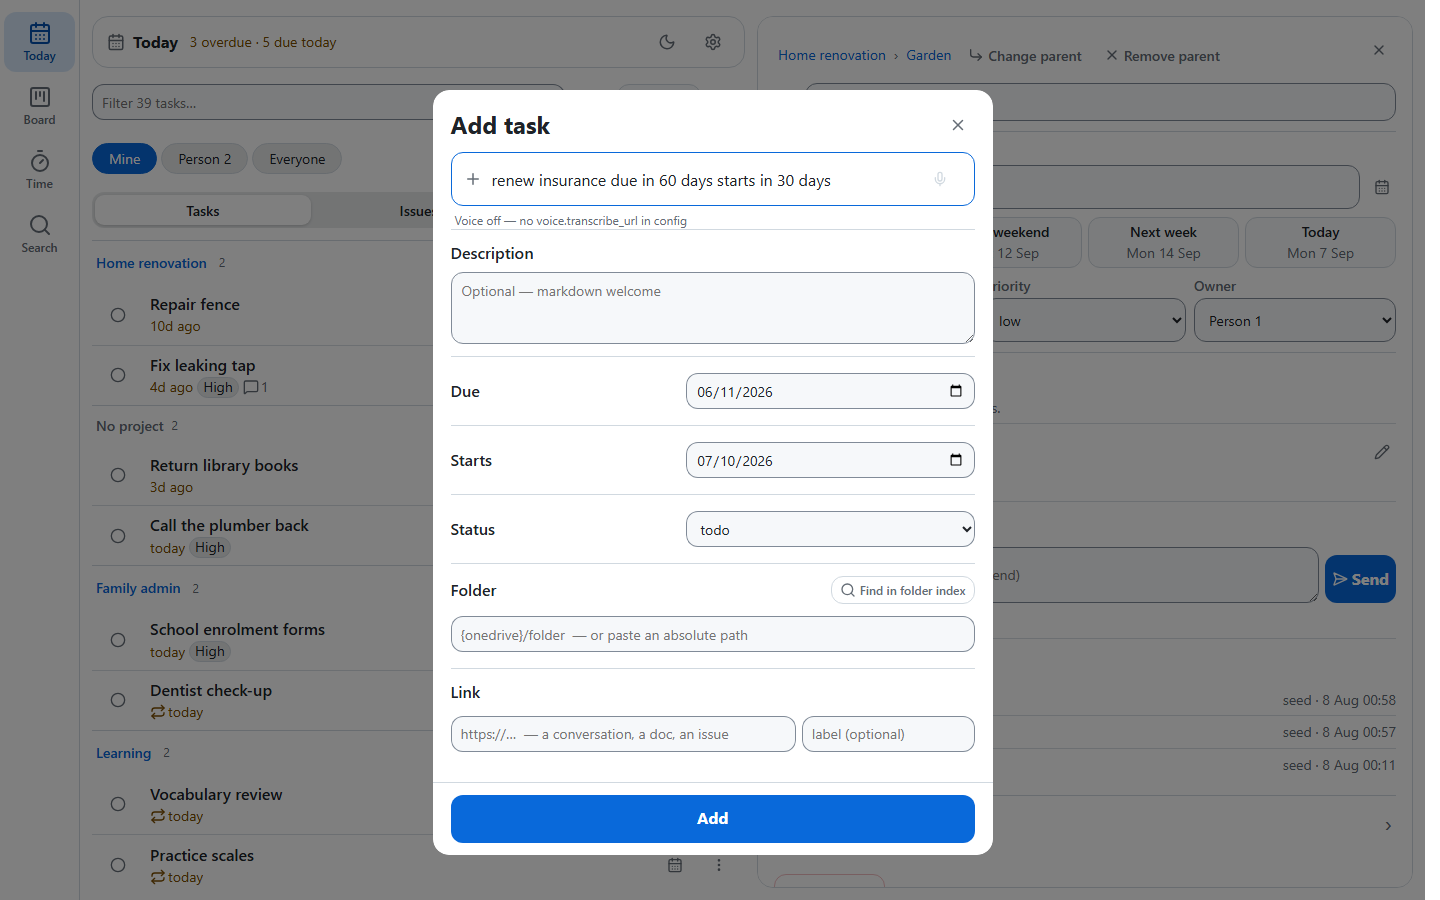 Today
Board
Time
Search
Today 3 overdue · 5 due today
Filter 39 tasks...
Mine Person 2 Everyone
Tasks Issues
Home renovation 2
Repair fence
10d ago
Fix leaking tap
4d ago High 1
No project 2
Return library books
3d ago
Call the plumber back
today High
Family admin 2
School enrolment forms
today High
Dentist check-up
today
Learning 2
Vocabulary review
today
Practice scales
today
Add task
renew insurance due in 60 days starts in 30 days
Voice off — no voice.transcribe_url in config
Description
Optional — markdown welcome
Due 06/11/2026
Starts 07/10/2026
Status todo
Folder Find in folder index
{onedrive}/folder — or paste an absolute path
Link
https://... — a conversation, a doc, an issue label (optional)
Add
Home renovation › Garden Change parent Remove parent
weekend Next week Today
12 Sep Mon 14 Sep Mon 7 Sep
riority Owner
low Person 1
s.
end) Send
seed · 8 Aug 00:58
seed · 8 Aug 00:57
seed · 8 Aug 00:11